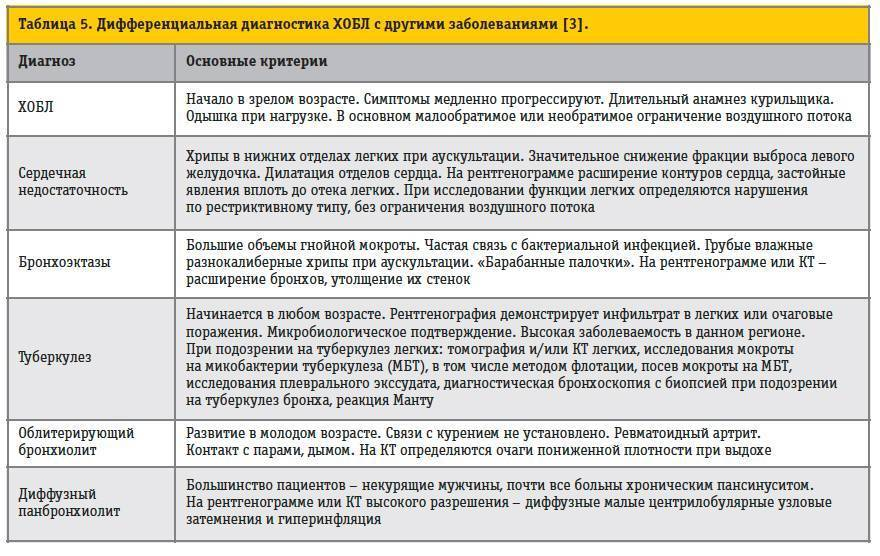 Таблица 5. Дифференциальная диагностика ХОБЛ с другими заболеваниями [3].
Диагноз
Основные критерии
ХОБЛ
Начало в зрелом возрасте. Симптомы медленно прогрессируют. Длительный анамнез курильщика.
Одышка при нагрузке. В основном малообратимое или необратимое ограничение воздушного потока
Сердечная
недостаточность
Хрипы в нижних отделах легких при аускультации. Значительное снижение фракции выброса левого
желудочка. Дилатация отделов сердца. На рентгенограмме расширение контуров сердца, застойные
явления вплоть до отека легких. При исследовании функции легких определяются нарушения
по рестриктивному типу, без ограничения воздушного потока
Бронхоэктазы
Большие объемы гнойной мокроты. Частая связь с бактериальной инфекцией. Грубые влажные
разнокалиберные хрипы при аускультации. «Барабанные палочки». На рентгенограмме или КТ –
расширение бронхов, утолщение их стенок
Туберкулез
Начинается в любом возрасте. Рентгенография демонстрирует инфильтрат в легких или очаговые
поражения. Микробиологическое подтверждение. Высокая заболеваемость в данном регионе.
При подозрении на туберкулез легких: томография и/или КТ легких, исследования мокроты
на микобактерии туберкулеза (МБТ), в том числе методом флотации, посев мокроты на МБТ,
исследования плеврального экссудата, диагностическая бронхоскопия с биопсией при подозрении
на туберкулез бронха, реакция Манту
Облитерирующий
бронхиолит
Развитие в молодом возрасте. Связи с курением не установлено. Ревматоидный артрит.
Контакт с парами, дымом. На КТ определяются очаги пониженной плотности при выдохе
Диффузный
панбронхиолит
Большинство пациентов – некурящие мужчины, почти все больны хроническим пансинуситом.
На рентгенограмме или КТ высокого разрешения – диффузные малые центрилобулярные узловые
затемнения и гиперинфляция